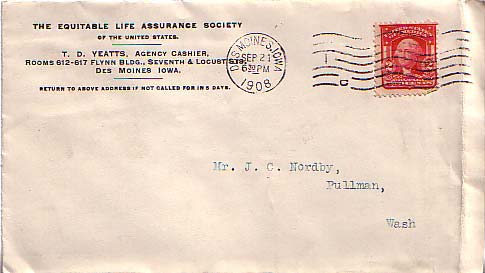 THE EQUITABLE LIFE ASSURANCE SOCIETY
OF THE UNITED STATES.
T. D. YEATTS, AGENCY CASHIER,
ROOMS 612-617 FLYNN BLDG., SEVENTH & LOCUST STS.
DES MOINES IOWA.
RETURN TO ABOVE ADDRESS IF NOT CALLED FOR IN 5 DAYS.
DES MOINES, IOWA
SEP 21
6 30 PM
1908
Mr. J. C. Nordby,
Pullman,
Wash